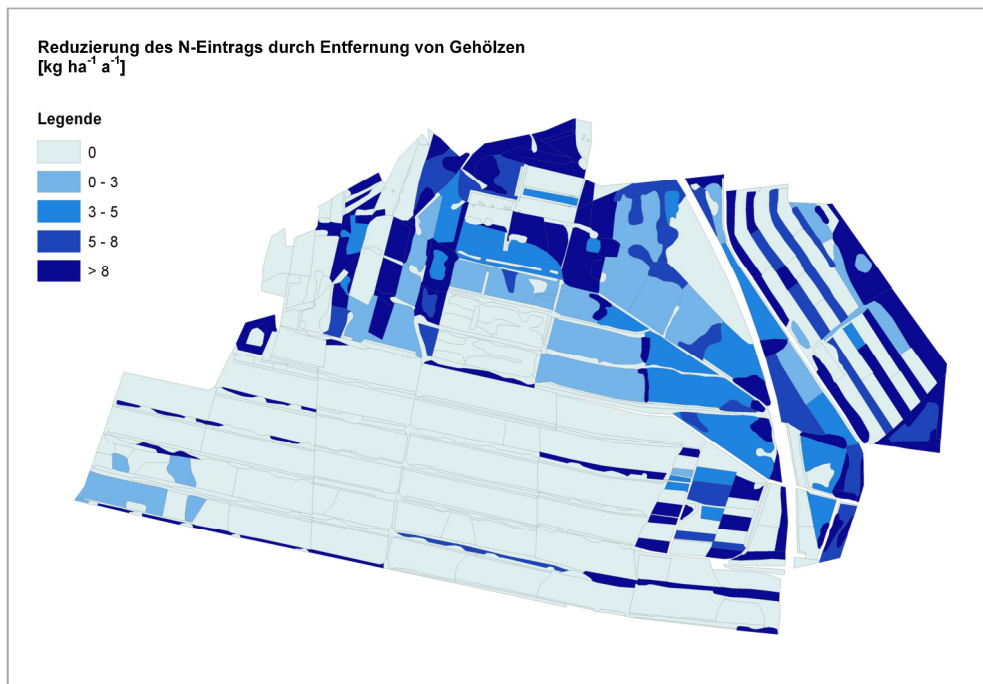 Reduzierung des N-Eintrags durch Entfernung von Gehölzen
[kg ha⁻¹ a⁻¹]
Legende
0
0 - 3
3 - 5
5 - 8
> 8